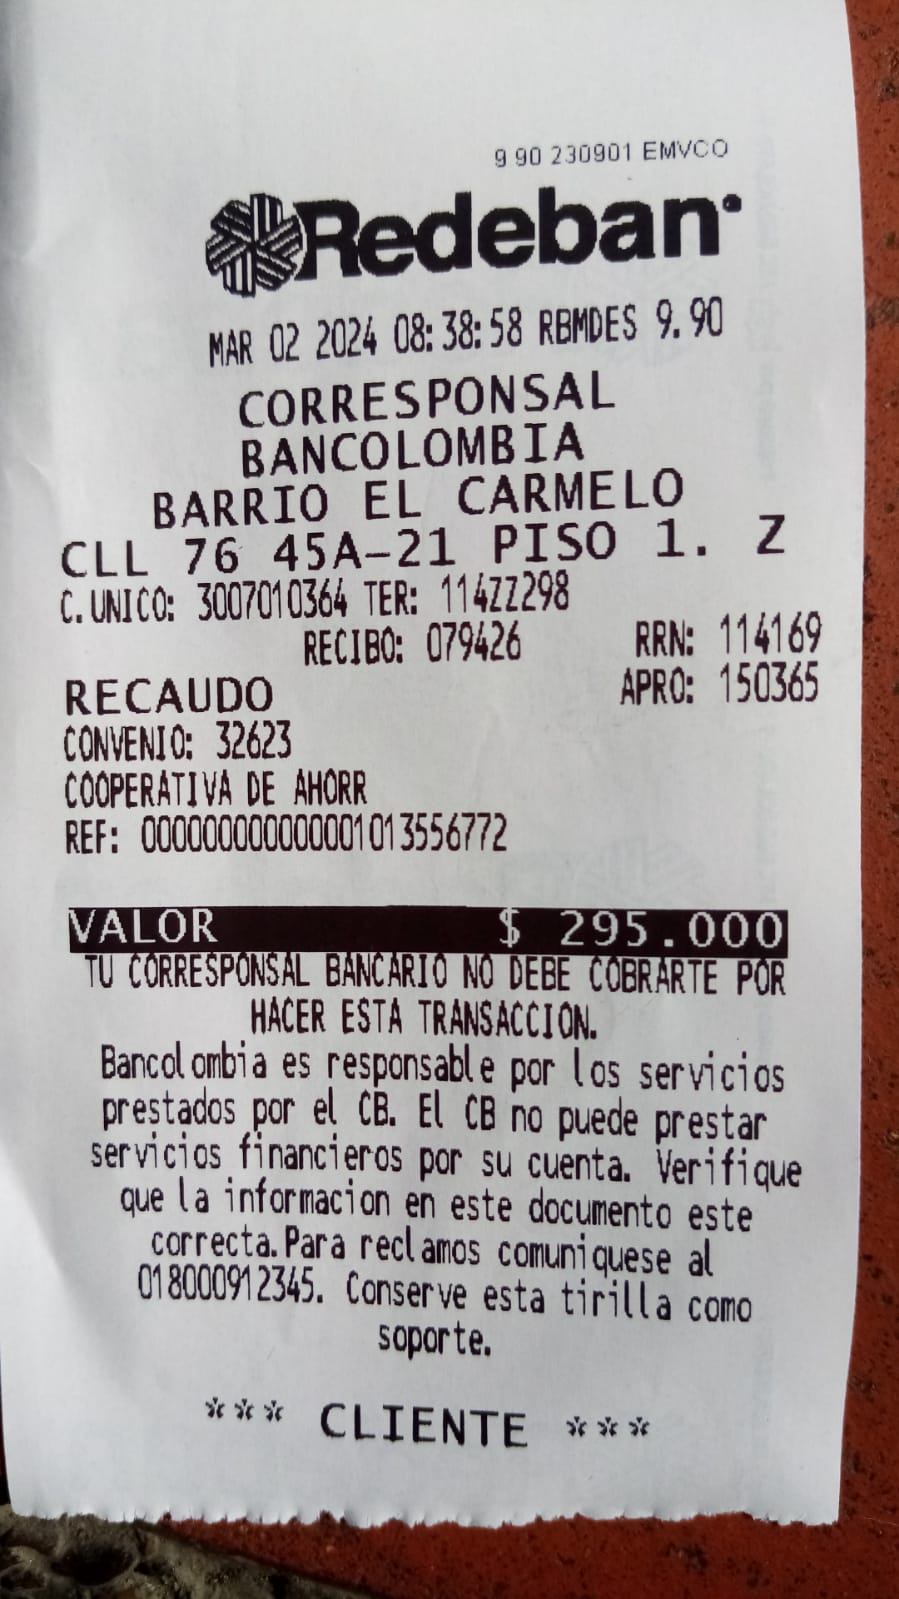 9 90 230901 EMVCO
Redeban
MAR 02 2024 08:38:58 RBMDES 9.90
CORRESPONSAL
BANCOLOMBIA
BARRIO EL CARMELO
CLL 76 45A-21 PISO 1. Z
C.UNICO: 3007010364 TER: 114ZZ298
RECIBO: 079426 RRN: 114169
RECAUDO APRO: 150365
CONVENIO: 32623
COOPERATIVA DE AHORR
REF: 00000000000001013556772
VALOR $ 295.000
TU CORRESPONSAL BANCARIO NO DEBE COBRARTE POR
HACER ESTA TRANSACCION.
Bancolombia es responsable por los servicios
prestados por el CB. El CB no puede prestar
servicios financieros por su cuenta. Verifique
que la informacion en este documento este
correcta.Para reclamos comuniquese al
018000912345. Conserve esta tirilla como
soporte.
*** CLIENTE ***